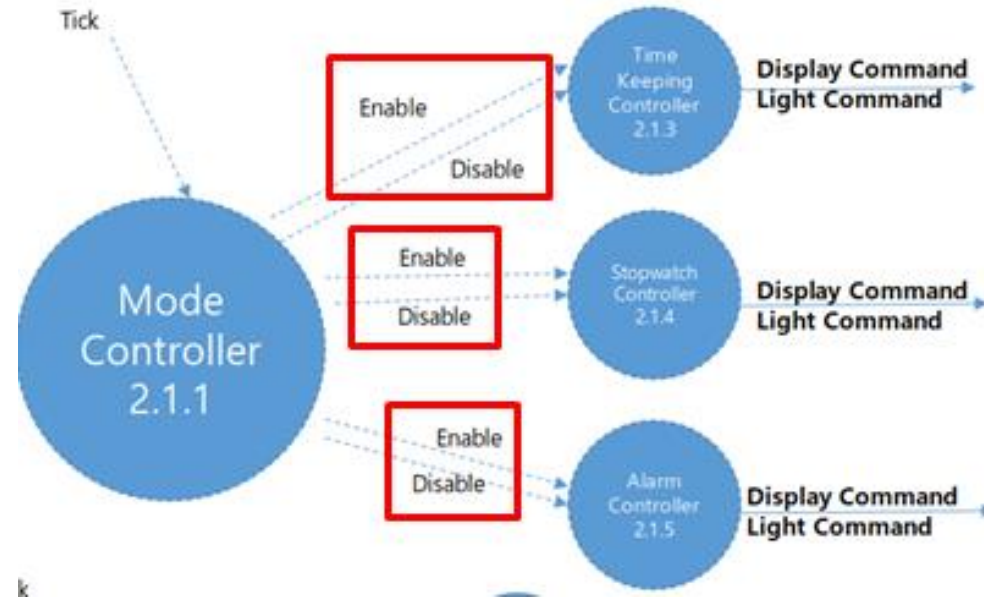 Tick
Time
Keeping
Controller
2.1.3
Display Command
Light Command
Enable
Disable
Mode
Controller
2.1.1
Enable
Disable
Stopwatch
Controller
2.1.4
Display Command
Light Command
Enable
Disable
Alarm
Controller
2.1.5
Display Command
Light Command
k